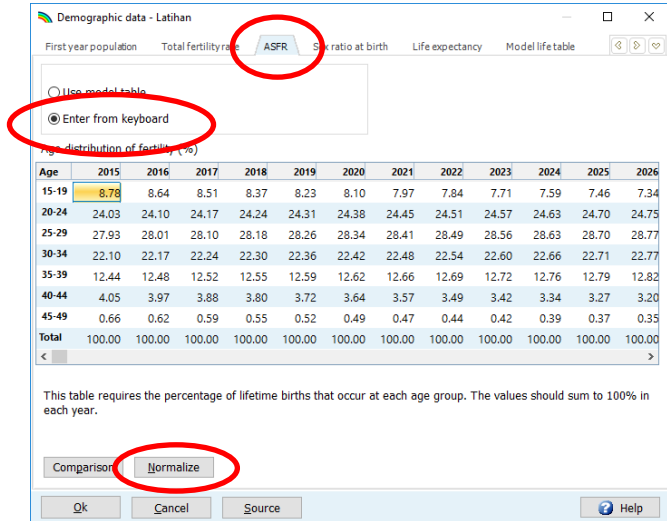 Demographic data - Latihan
First year population Total fertility rate ASFR Sex ratio at birth Life expectancy Model life table
Use model table
Enter from keyboard
Age distribution of fertility (%)
Age 2015 2016 2017 2018 2019 2020 2021 2022 2023 2024 2025 2026
15-19 8.78 8.64 8.51 8.37 8.23 8.10 7.97 7.84 7.71 7.59 7.46 7.34
20-24 24.03 24.10 24.17 24.24 24.31 24.38 24.45 24.51 24.57 24.63 24.70 24.75
25-29 27.93 28.01 28.10 28.18 28.26 28.34 28.41 28.49 28.56 28.63 28.70 28.77
30-34 22.10 22.17 22.24 22.30 22.36 22.42 22.48 22.54 22.60 22.66 22.71 22.77
35-39 12.44 12.48 12.52 12.55 12.59 12.62 12.66 12.69 12.72 12.76 12.79 12.82
40-44 4.05 3.97 3.88 3.80 3.72 3.64 3.57 3.49 3.42 3.34 3.27 3.20
45-49 0.66 0.62 0.59 0.55 0.52 0.49 0.47 0.44 0.42 0.39 0.37 0.35
Total 100.00 100.00 100.00 100.00 100.00 100.00 100.00 100.00 100.00 100.00 100.00 100.00
This table requires the percentage of lifetime births that occur at each age group. The values should sum to 100% in
each year.
Comparison Normalize
Ok Cancel Source Help